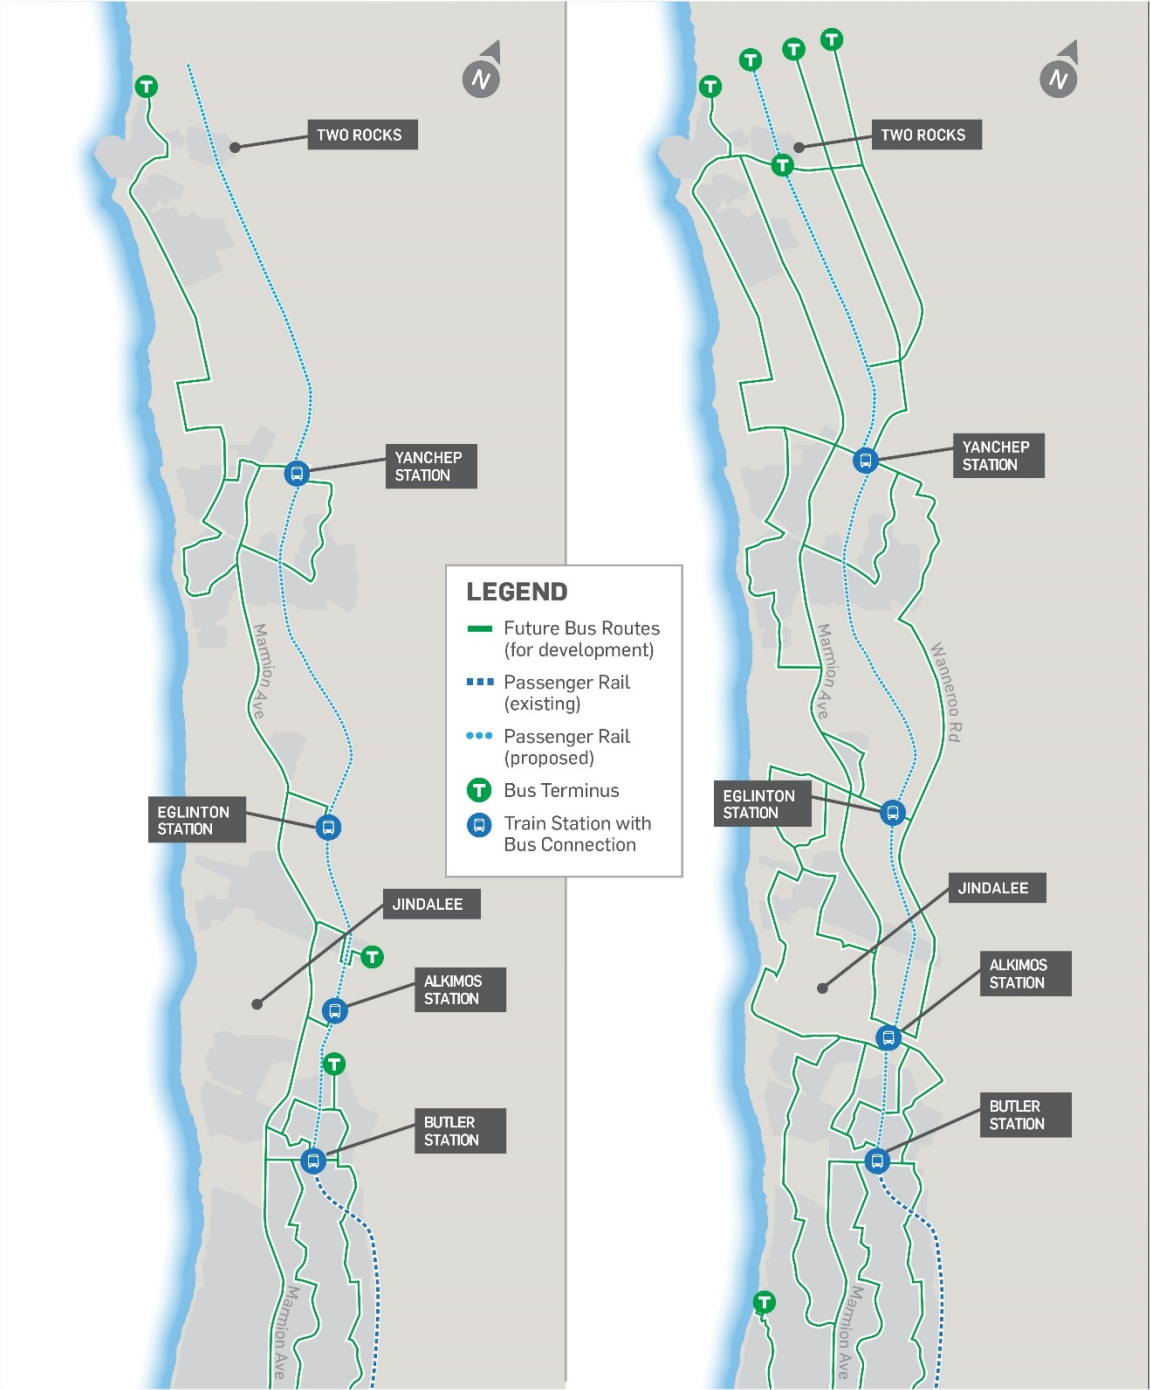 T
N
TWO ROCKS
YANCHEP
STATION
Marmion Ave
EGLINTON
STATION
JINDALEE
T
ALKIMOS
STATION
T
BUTLER
STATION
Marmion Ave
LEGEND
Future Bus Routes
(for development)
Passenger Rail
(existing)
Passenger Rail
(proposed)
T Bus Terminus
Train Station with
Bus Connection
T
T
T
T
N
TWO ROCKS
T
YANCHEP
STATION
Marmion Ave
Wanneroo Rd
EGLINTON
STATION
JINDALEE
ALKIMOS
STATION
BUTLER
STATION
T
Marmion Ave